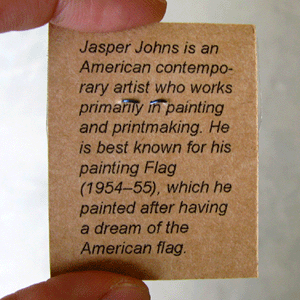 Jasper Johns is an
American contempo-
rary artist who works
primarily in painting
and printmaking. He
is best known for his
painting Flag
(1954–55), which he
painted after having
a dream of the
American flag.